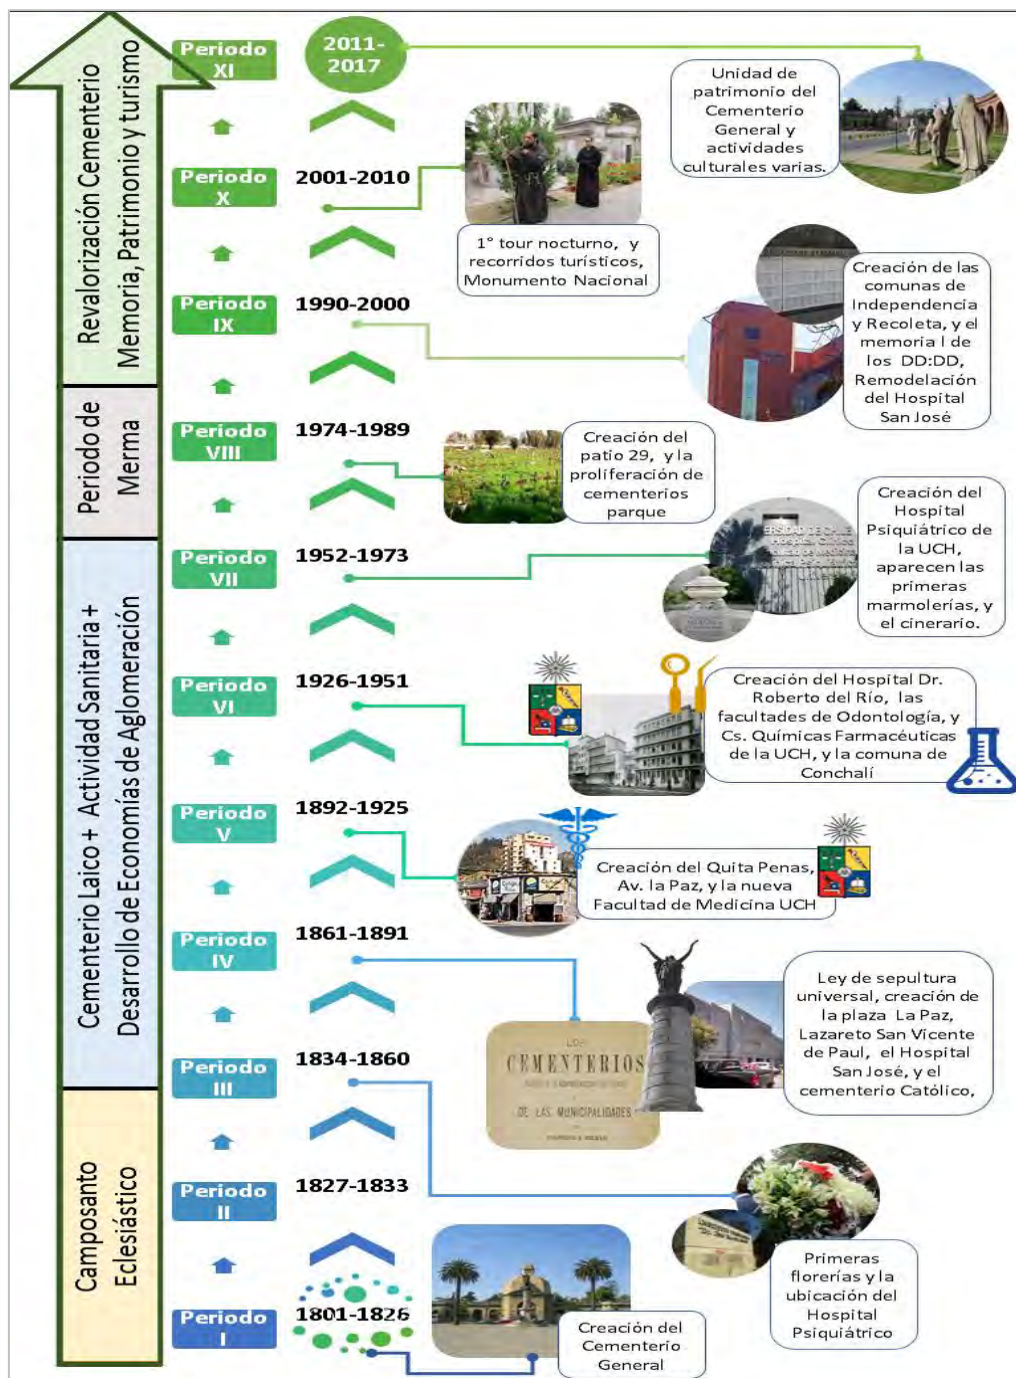 Revalorización Cementerio
Memoria, Patrimonio y turismo
Periodo de
Merma
Cementerio Laico + Actividad Sanitaria +
Desarrollo de Economías de Aglomeración
Camposanto
Eclesiástico
Periodo
XI
2011-
2017
Unidad de
patrimonio del
Cementerio
General y
actividades
culturales varias.
Periodo
X
2001-2010
1° tour nocturno, y
recorridos turísticos,
Monumento Nacional
Periodo
IX
1990-2000
Creación de las
comunas de
Independencia
y Recoleta, y el
memoria l de
los DD:DD,
Remodelación
del Hospital
San José
Periodo
VIII
1974-1989
Creación del
patio 29, y la
proliferación de
cementerios
parque
Periodo
VII
1952-1973
Creación del
Hospital
Psiquiátrico de
la UCH,
aparecen las
primeras
marmolerías, y
el cinerario.
Periodo
VI
1926-1951
Creación del Hospital Dr.
Roberto del Río, las
facultades de Odontología, y
Cs. Químicas Farmacéuticas
de la UCH, y la comuna de
Conchalí
Periodo
V
1892-1925
Creación del Quita Penas,
Av. la Paz, y la nueva
Facultad de Medicina UCH
Periodo
IV
1861-1891
CEMENTERIOS
DE LAS MUNICIPALIDADES
Ley de sepultura
universal, creación de
la plaza La Paz,
Lazareto San Vicente
de Paul, el Hospital
San José, y el
cementerio Católico,
Periodo
III
1834-1860
Primeras
florerías y la
ubicación del
Hospital
Psiquiátrico
Periodo
II
1827-1833
Periodo
I
1801-1826
Creación del
Cementerio
General